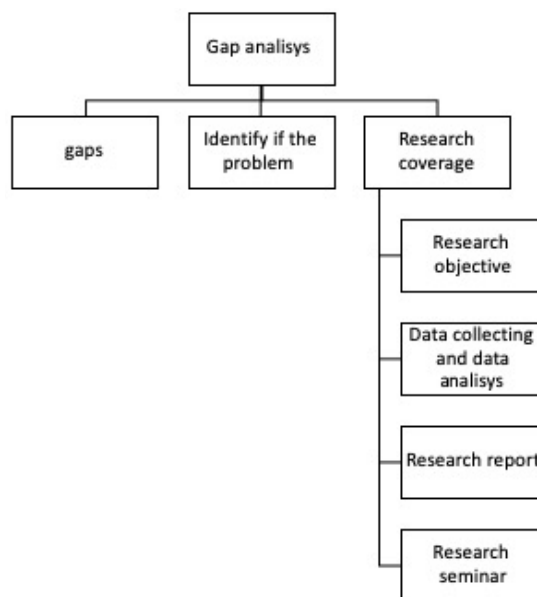 Gap analisys
gaps
Identify if the
problem
Research
coverage
Research
objective
Data collecting
and data
analisys
Research report
Research
seminar